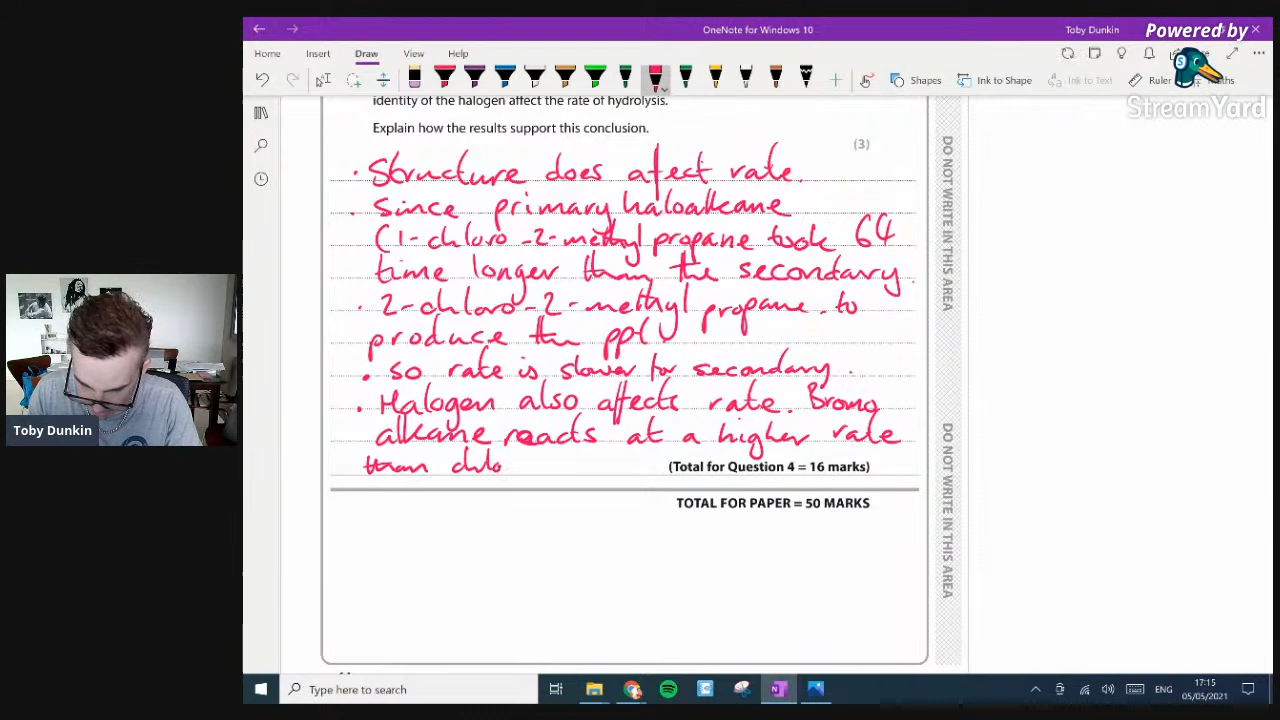 OneNote for Windows 10
Toby Dunkin
Powered by
StreamYard
Home Insert Draw View Help
Shapes Ink to Shape Ink to Text Ruler Maths
identity of the halogen affect the rate of hydrolysis.
Explain how the results support this conclusion.
(3)
· Structure does afect rate.
· Since primary haloalkane
(1-chloro-2-methyl propane took 64
time longer than the secondary.
· 2-chloro-2-methyl propane. to
produce the ppt
· so rate is slower for secondary.
· Halogen also affects rate. Bromo
alkane reacts at a higher rate
than chlo
(Total for Question 4 = 16 marks)
TOTAL FOR PAPER = 50 MARKS
DO NOT WRITE IN THIS AREA
DO NOT WRITE IN THIS AREA
Toby Dunkin
Type here to search
ENG
17:15
05/05/2021